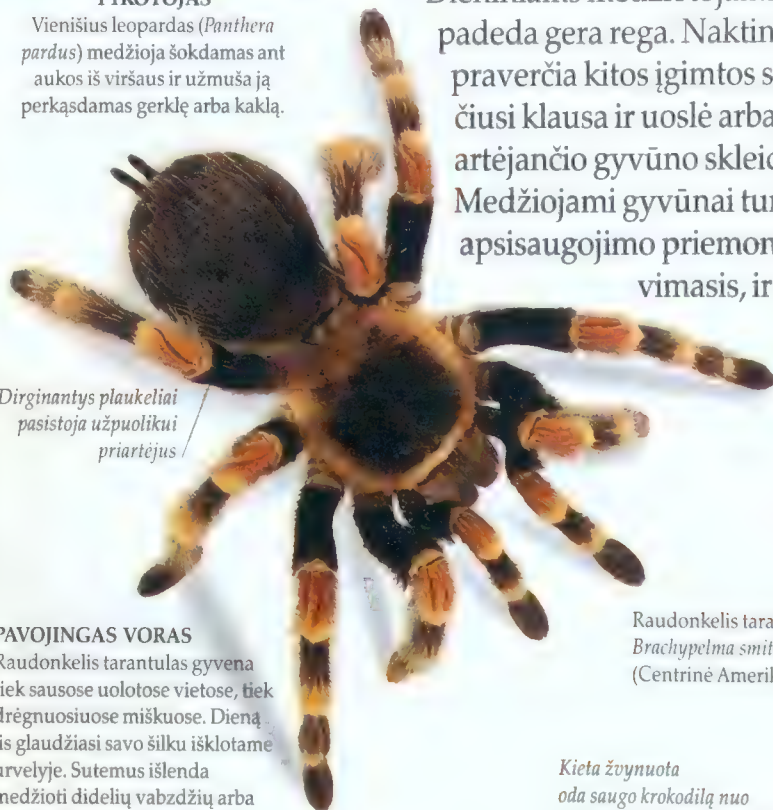 TYKOTOJAS
Vienišius leopardas (Panthera
pardus) medžioja šokdamas ant
aukos iš viršaus ir užmuša ją
perkąsdamas gerklę arba kaklą.
padeda gera rega. Naktin
praverčia kitos įgimtos s
čiusi klausa ir uoslė arba
artėjančio gyvūno skleid
Medžiojami gyvūnai tur
apsisaugojimo priemon
vimasis, ir
Dirginantys plaukeliai
pasistoja užpuolikui
priartėjus
PAVOJINGAS VORAS
Raudonkelis tarantulas gyvena
tiek sausose uolotose vietose, tiek
drėgnuosiuose miškuose. Dieną
jis glaudžiasi savo šilku išklotame
urvelyje. Sutemus išlenda
medžioti didelių vabzdžių arba
Raudonkelis tara
Brachypelma smit
(Centrinė Amerik
Kieta žvynuota
oda saugo krokodilą nuo